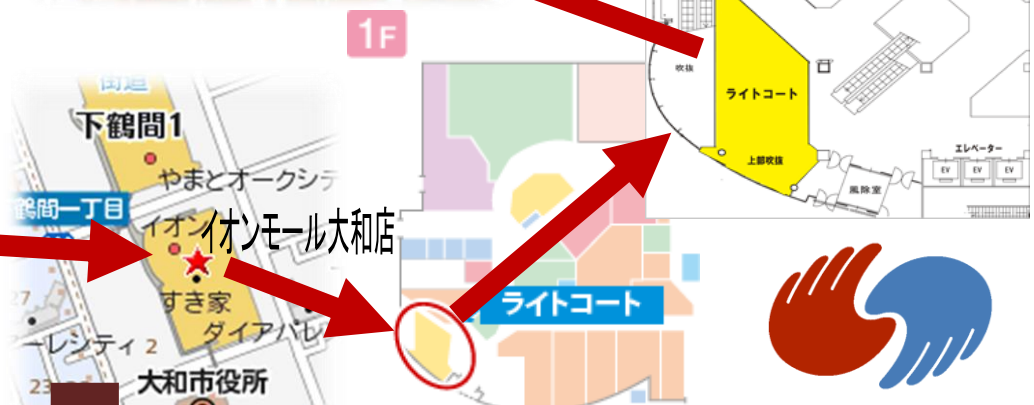 街道
下鶴間1
やまとオークシテ
鶴間一丁目
イオン
イオンモール大和店
すき家
ダイアパレ
ーレシティ 2
27
23
大和市役所
1F
ライトコート
吹抜
ライトコート
上部吹抜
風除室
エレベーター
EV EV EV